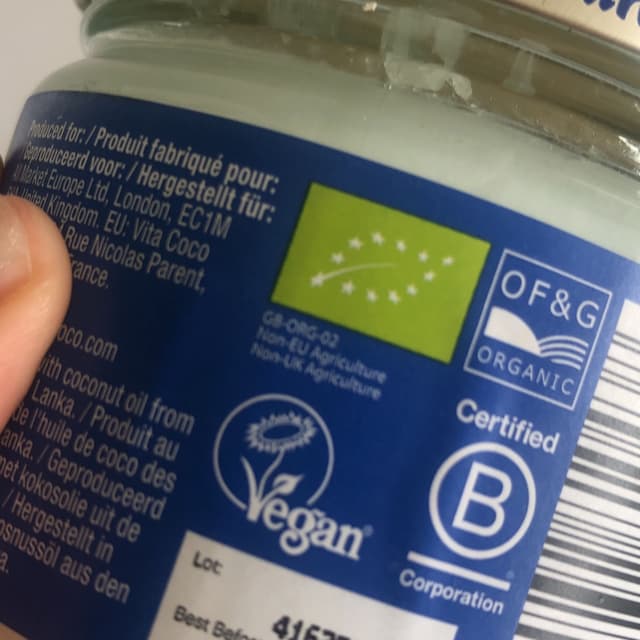 Produced for: / Produit fabriqué pour:
Geproduceerd voor: / Hergestellt für:
Market Europe Ltd, London, EC1M
Kingdom. EU: Vita Coco
Rue Nicolas Parent,
France.
coco.com
with coconut oil from
Lanka. / Produit au
de l'huile de coco des
Lanka. / Geproduceerd
met kokosolie uit de
/ Hergestellt in
aus den
GB-ORG-02
Non-EU Agriculture
Non-UK Agriculture
OF&G
ORGANIC
Vegan
Certified
B
Corporation
Lot:
Best Before